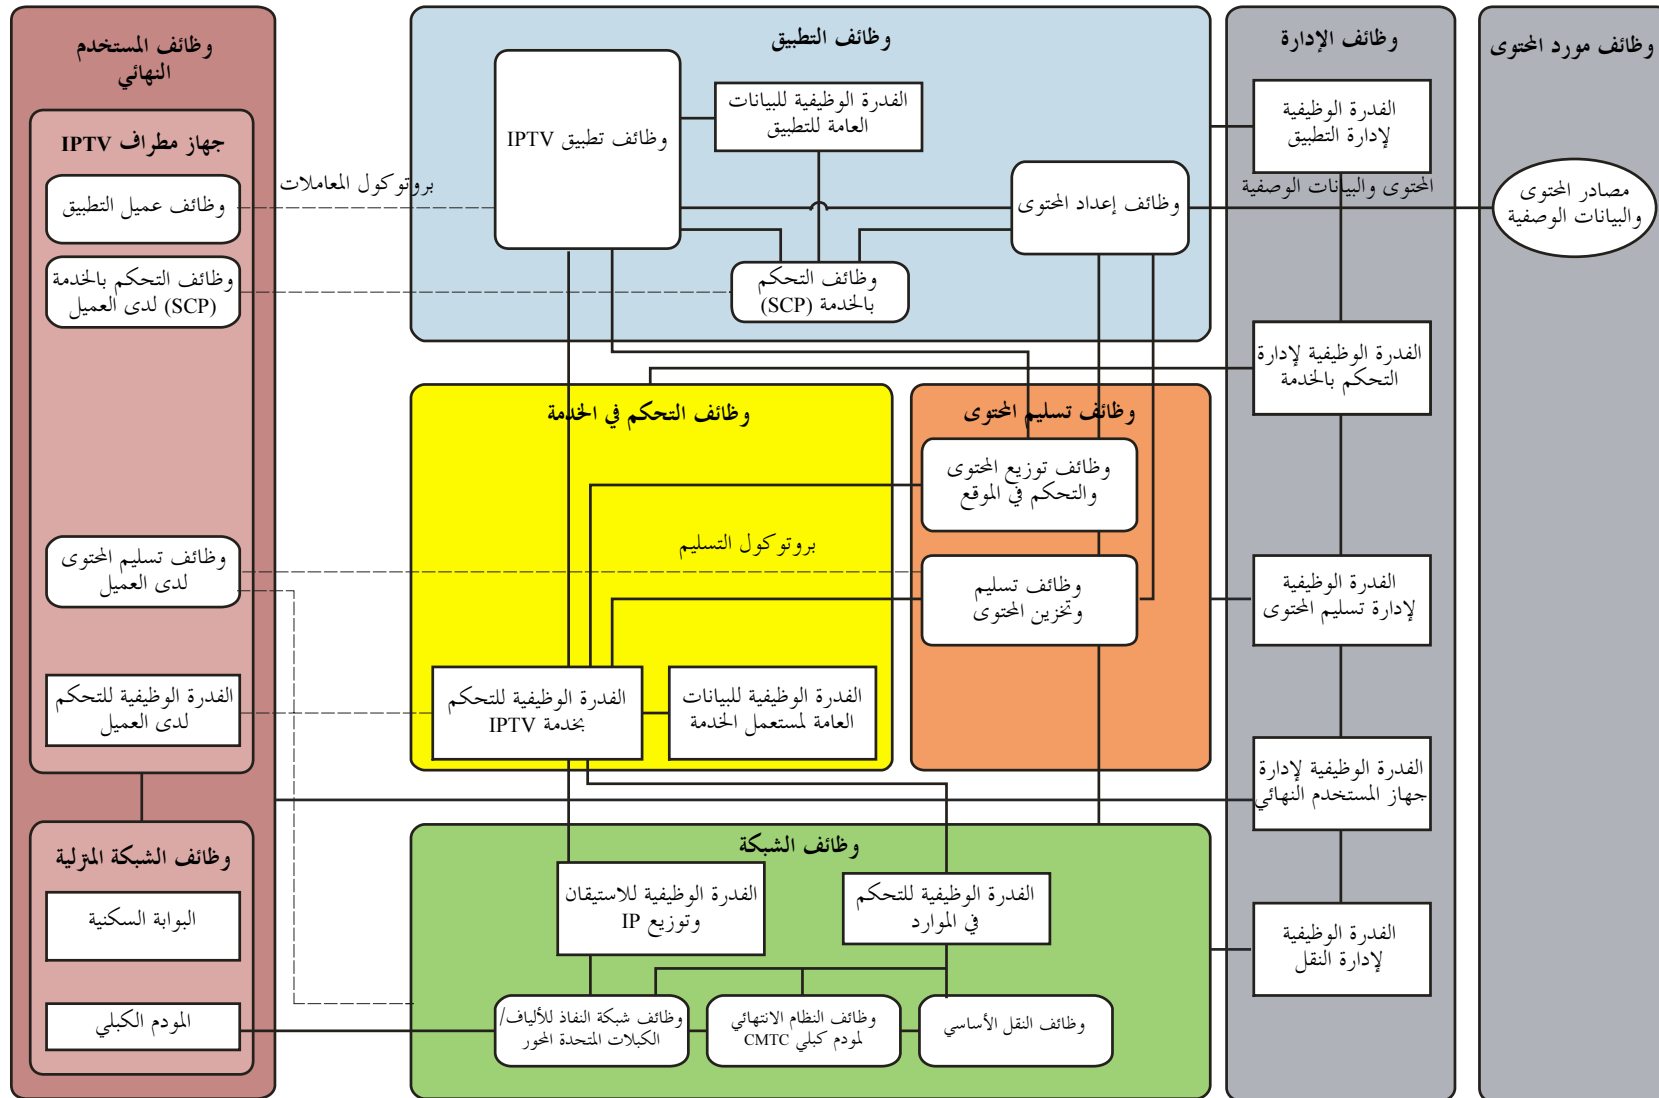 وظائف مورد المحتوى
مصادر المحتوى
والبيانات الوصفية
وظائف الإدارة
الفدرة الوظيفية
لإدارة التطبيق
المحتوى والبيانات الوصفية
الفدرة الوظيفية لإدارة
التحكم بالخدمة
الفدرة الوظيفية
لإدارة تسليم المحتوى
الفدرة الوظيفية لإدارة
جهاز المستخدم النهائي
الفدرة الوظيفية
لإدارة النقل
وظائف التطبيق
الفدرة الوظيفية للبيانات
العامة للتطبيق
وظائف تطبيق IPTV
وظائف إعداد المحتوى
وظائف التحكم
بالخدمة (SCP)
بروتوكول المعاملات
وظائف تسليم المحتوى
وظائف توزيع المحتوى
والتحكم في الموقع
وظائف تسليم
وتخزين المحتوى
وظائف التحكم في الخدمة
بروتوكول التسليم
الفدرة الوظيفية للبيانات
العامة لمستعمل الخدمة
الفدرة الوظيفية للتحكم
بخدمة IPTV
وظائف الشبكة
الفدرة الوظيفية للتحكم
في الموارد
الفدرة الوظيفية للاستيقان
وتوزيع IP
وظائف النقل الأساسي
وظائف النظام الانتهائي
لمودم كبلي CMTC
وظائف شبكة النفاذ للألياف/
الكبلات المتحدة المحور
وظائف المستخدم
النهائي
جهاز مطراف IPTV
وظائف عميل التطبيق
وظائف التحكم بالخدمة
(SCP) لدى العميل
وظائف تسليم المحتوى
لدى العميل
الفدرة الوظيفية للتحكم
لدى العميل
وظائف الشبكة المنزلية
البوابة السكنية
المودم الكبلي